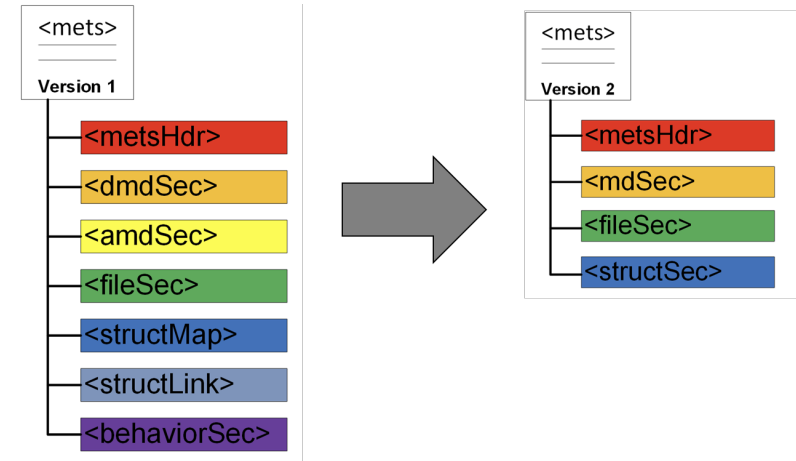 <mets>
Version 1
<metsHdr>
<dmdSec>
<amdSec>
<fileSec>
<structMap>
<structLink>
<behaviorSec>
<mets>
Version 2
<metsHdr>
<mdSec>
<fileSec>
<structSec>